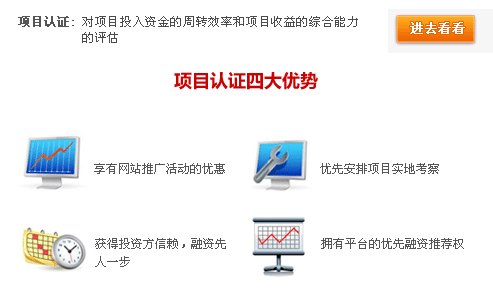 项目认证：对项目投入资金的周转效率和项目收益的综合能力
的评估
进去看看
项目认证四大优势
享有网站推广活动的优惠
优先安排项目实地考察
获得投资方信赖，融资先
人一步
拥有平台的优先融资推荐权